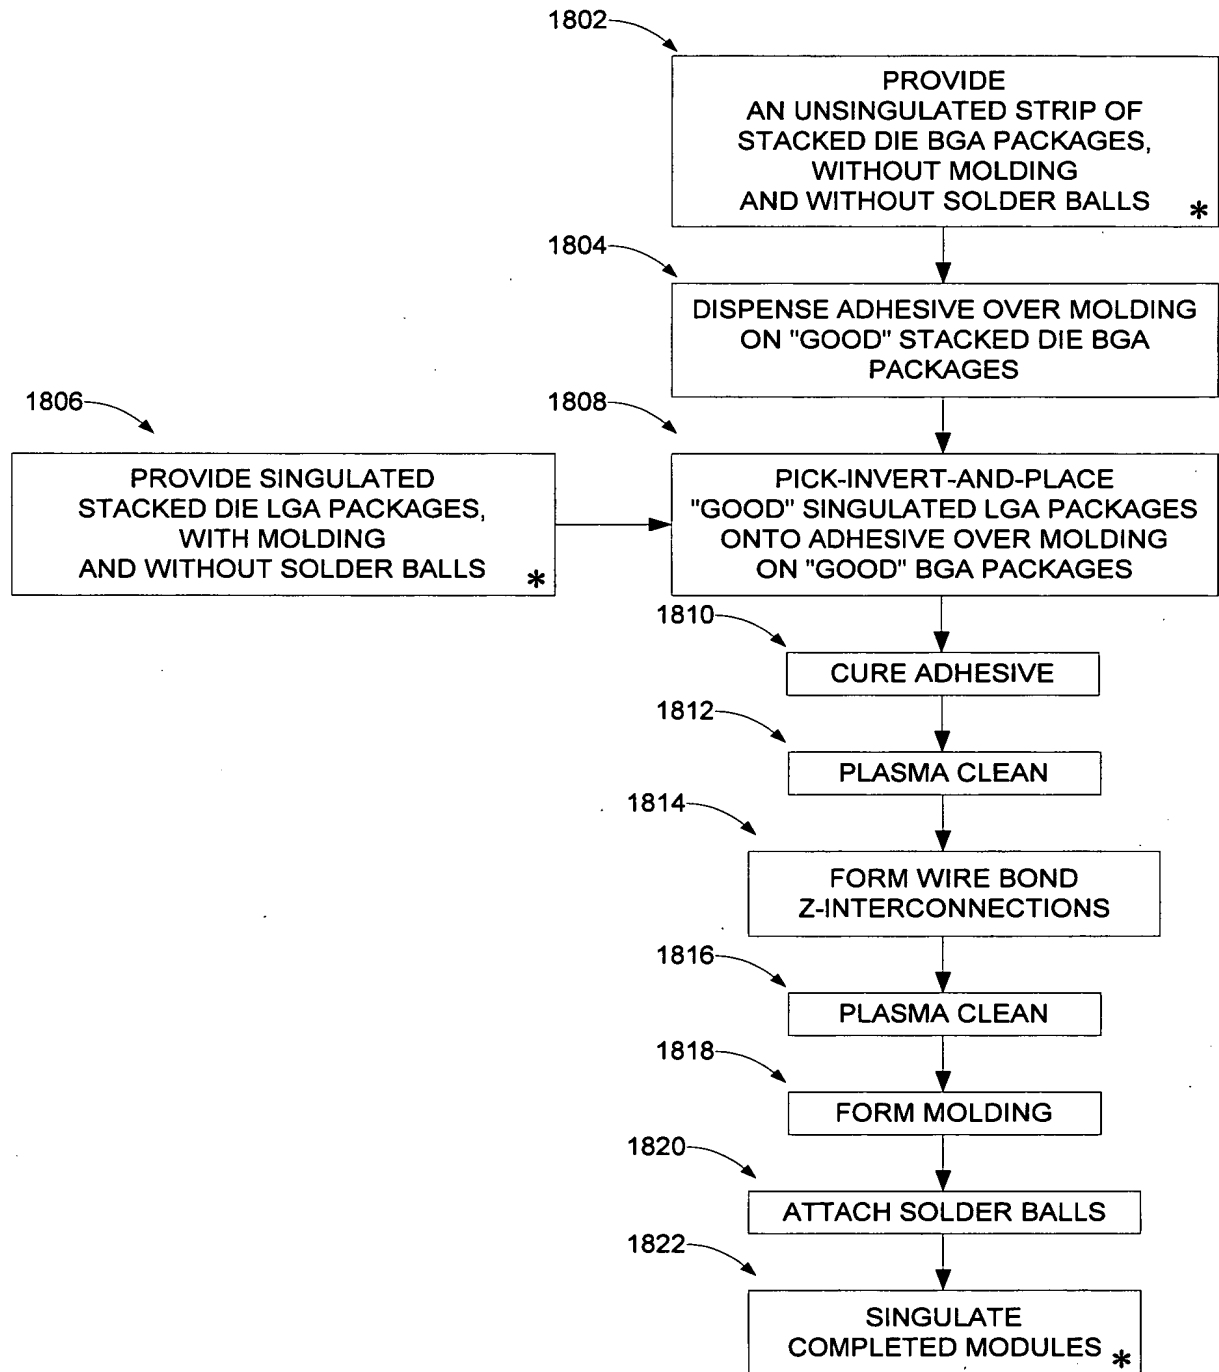 1802
PROVIDE
AN UNSINGULATED STRIP OF
STACKED DIE BGA PACKAGES,
WITHOUT MOLDING
AND WITHOUT SOLDER BALLS *
1804
DISPENSE ADHESIVE OVER MOLDING
ON "GOOD" STACKED DIE BGA
PACKAGES
1806
PROVIDE SINGULATED
STACKED DIE LGA PACKAGES,
WITH MOLDING
AND WITHOUT SOLDER BALLS *
1808
PICK-INVERT-AND-PLACE
"GOOD" SINGULATED LGA PACKAGES
ONTO ADHESIVE OVER MOLDING
ON "GOOD" BGA PACKAGES
1810
CURE ADHESIVE
1812
PLASMA CLEAN
1814
FORM WIRE BOND
Z-INTERCONNECTIONS
1816
PLASMA CLEAN
1818
FORM MOLDING
1820
ATTACH SOLDER BALLS
1822
SINGULATE
COMPLETED MODULES *